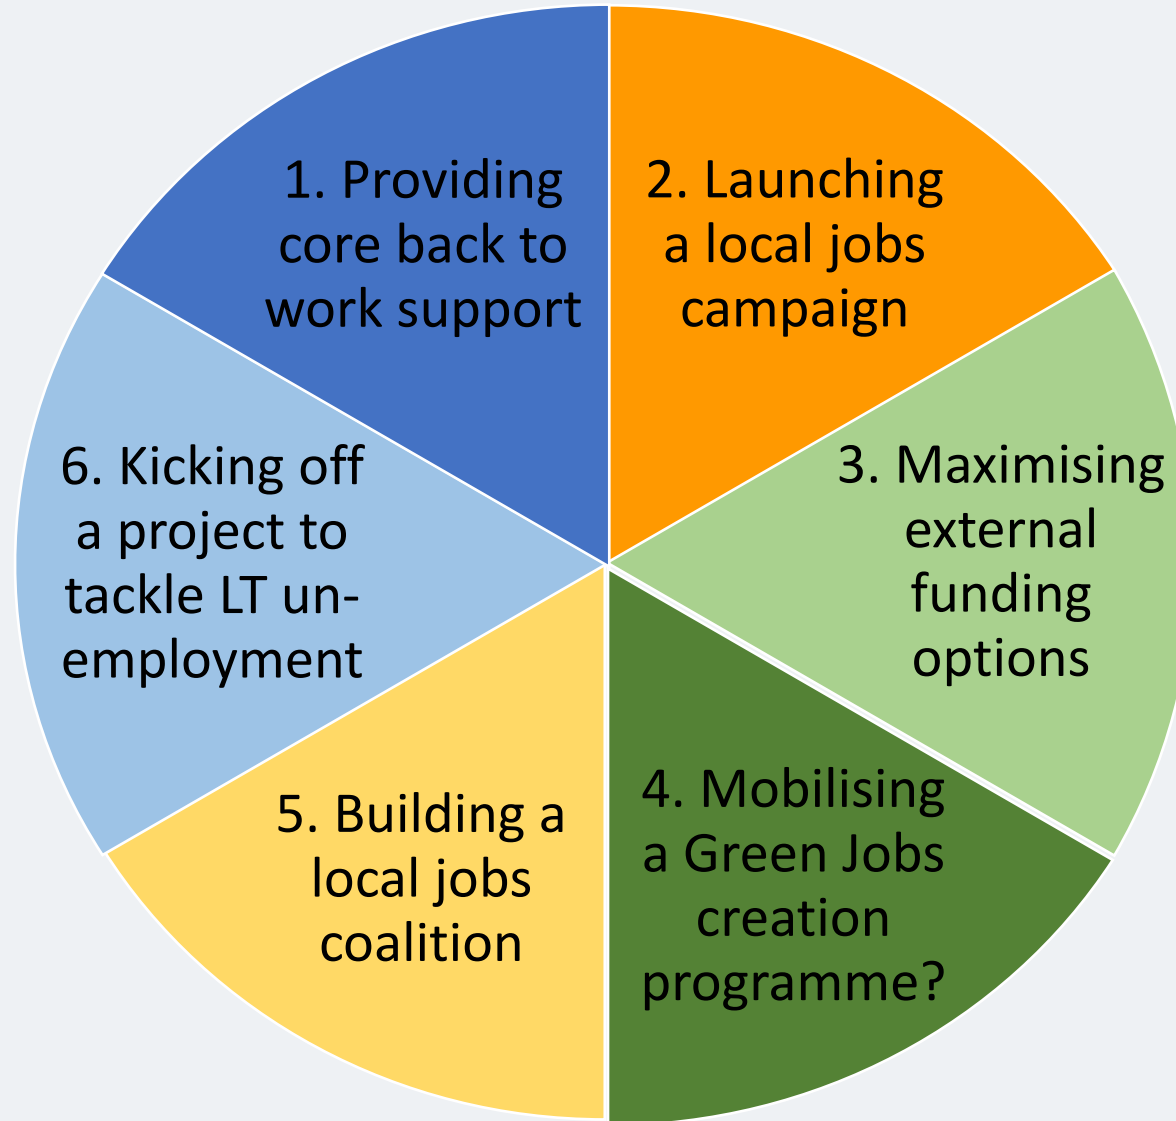 1. Providing
core back to
work support
2. Launching
a local jobs
campaign
3. Maximising
external
funding
options
4. Mobilising
a Green Jobs
creation
programme?
5. Building a
local jobs
coalition
6. Kicking off
a project to
tackle LT un-
employment